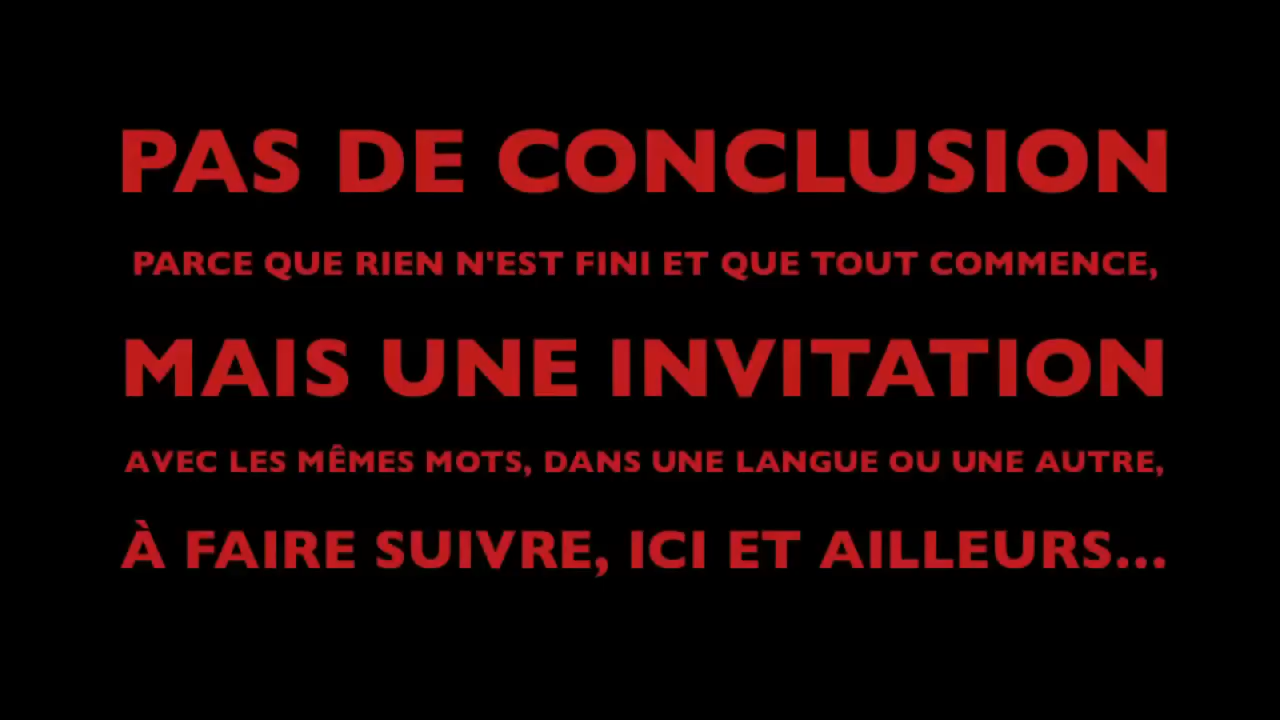 PAS DE CONCLUSION
PARCE QUE RIEN N'EST FINI ET QUE TOUT COMMENCE,
MAIS UNE INVITATION
AVEC LES MÊMES MOTS, DANS UNE LANGUE OU UNE AUTRE,
À FAIRE SUIVRE, ICI ET AILLEURS...